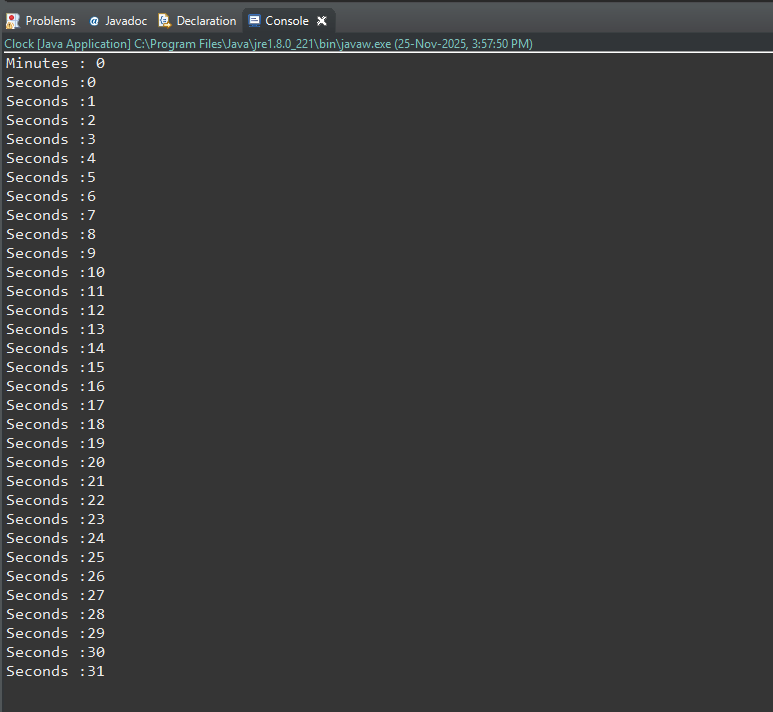 Problems @ Javadoc Declaration Console
Clock [Java Application] C:\Program Files\Java\jre1.8.0_221\bin\javaw.exe (25-Nov-2025, 3:57:50 PM)
Minutes : 0
Seconds :0
Seconds :1
Seconds :2
Seconds :3
Seconds :4
Seconds :5
Seconds :6
Seconds :7
Seconds :8
Seconds :9
Seconds :10
Seconds :11
Seconds :12
Seconds :13
Seconds :14
Seconds :15
Seconds :16
Seconds :17
Seconds :18
Seconds :19
Seconds :20
Seconds :21
Seconds :22
Seconds :23
Seconds :24
Seconds :25
Seconds :26
Seconds :27
Seconds :28
Seconds :29
Seconds :30
Seconds :31